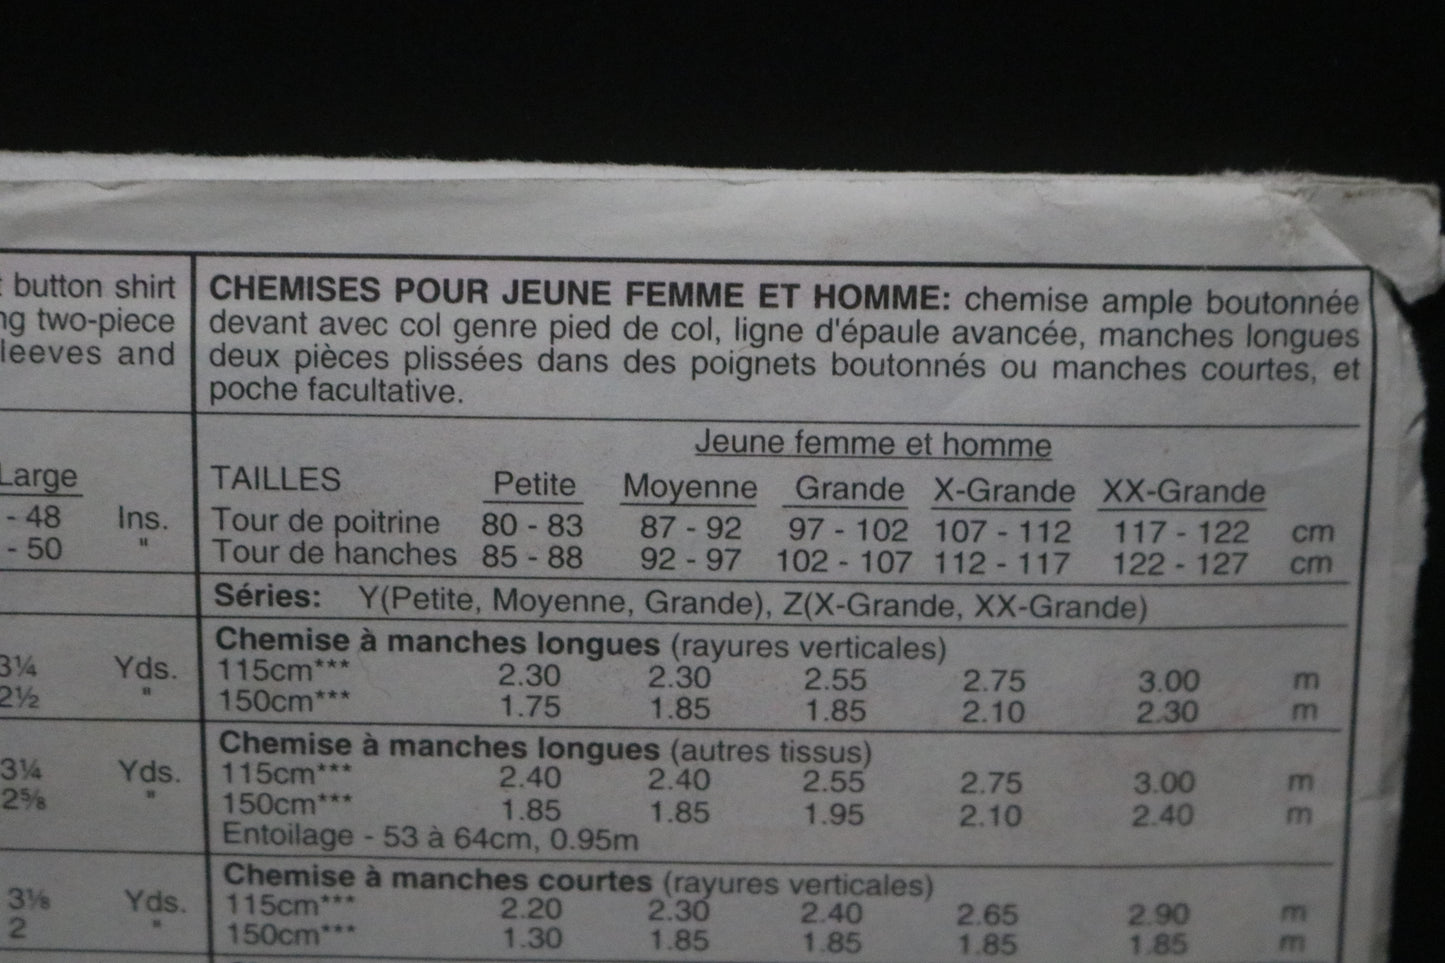 button shirt
two-piece
and
Large
- 48 Ins.
- 50 "
3¼ Yds.
2½ "
3¼ Yds.
2⅝ "
3⅛ Yds.
2 "
CHEMISES POUR JEUNE FEMME ET HOMME: chemise ample boutonnée
devant avec col genre pied de col, ligne d'épaule avancée, manches longues
deux pièces plissées dans des poignets boutonnés ou manches courtes, et
poche facultative.
Jeune femme et homme
TAILLES Petite Moyenne Grande X-Grande XX-Grande
Tour de poitrine 80 - 83 87 - 92 97 - 102 107 - 112 117 - 122 cm
Tour de hanches 85 - 88 92 - 97 102 - 107 112 - 117 122 - 127 cm
Séries: Y(Petite, Moyenne, Grande), Z(X-Grande, XX-Grande)
Chemise à manches longues (rayures verticales)
115cm*** 2.30 2.30 2.55 2.75 3.00 m
150cm*** 1.75 1.85 1.85 2.10 2.30 m
Chemise à manches longues (autres tissus)
115cm*** 2.40 2.40 2.55 2.75 3.00 m
150cm*** 1.85 1.85 1.95 2.10 2.40 m
Entoilage - 53 à 64cm, 0.95m
Chemise à manches courtes (rayures verticales)
115cm*** 2.20 2.30 2.40 2.65 2.90 m
150cm*** 1.30 1.85 1.85 1.85 1.85 m